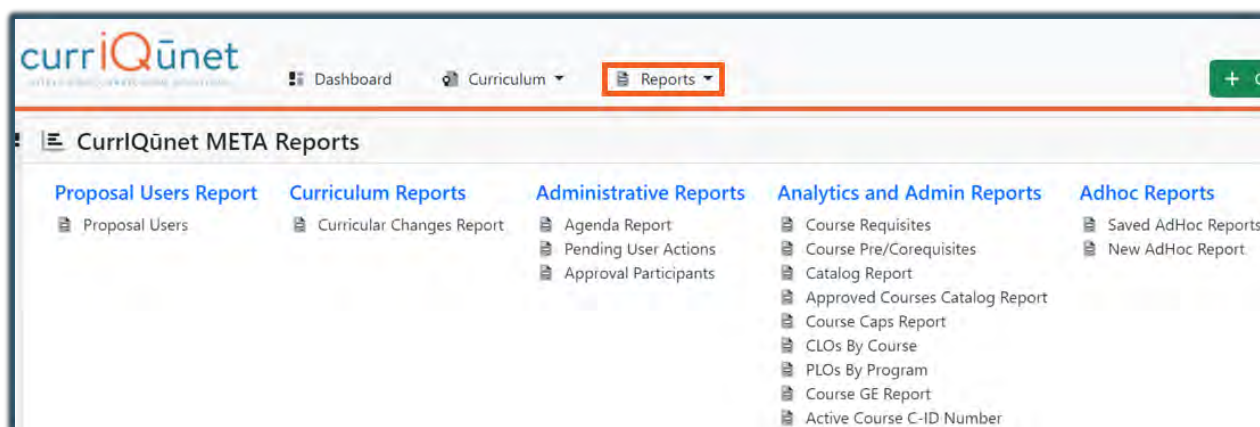 currIQūnet
Dashboard Curriculum Reports
+
CurrIQūnet META Reports
Proposal Users Report
Proposal Users
Curriculum Reports
Curricular Changes Report
Administrative Reports
Agenda Report
Pending User Actions
Approval Participants
Analytics and Admin Reports
Course Requisites
Course Pre/Corequisites
Catalog Report
Approved Courses Catalog Report
Course Caps Report
CLOs By Course
PLOs By Program
Course GE Report
Active Course C-ID Number
Adhoc Reports
Saved AdHoc Reports
New AdHoc Report